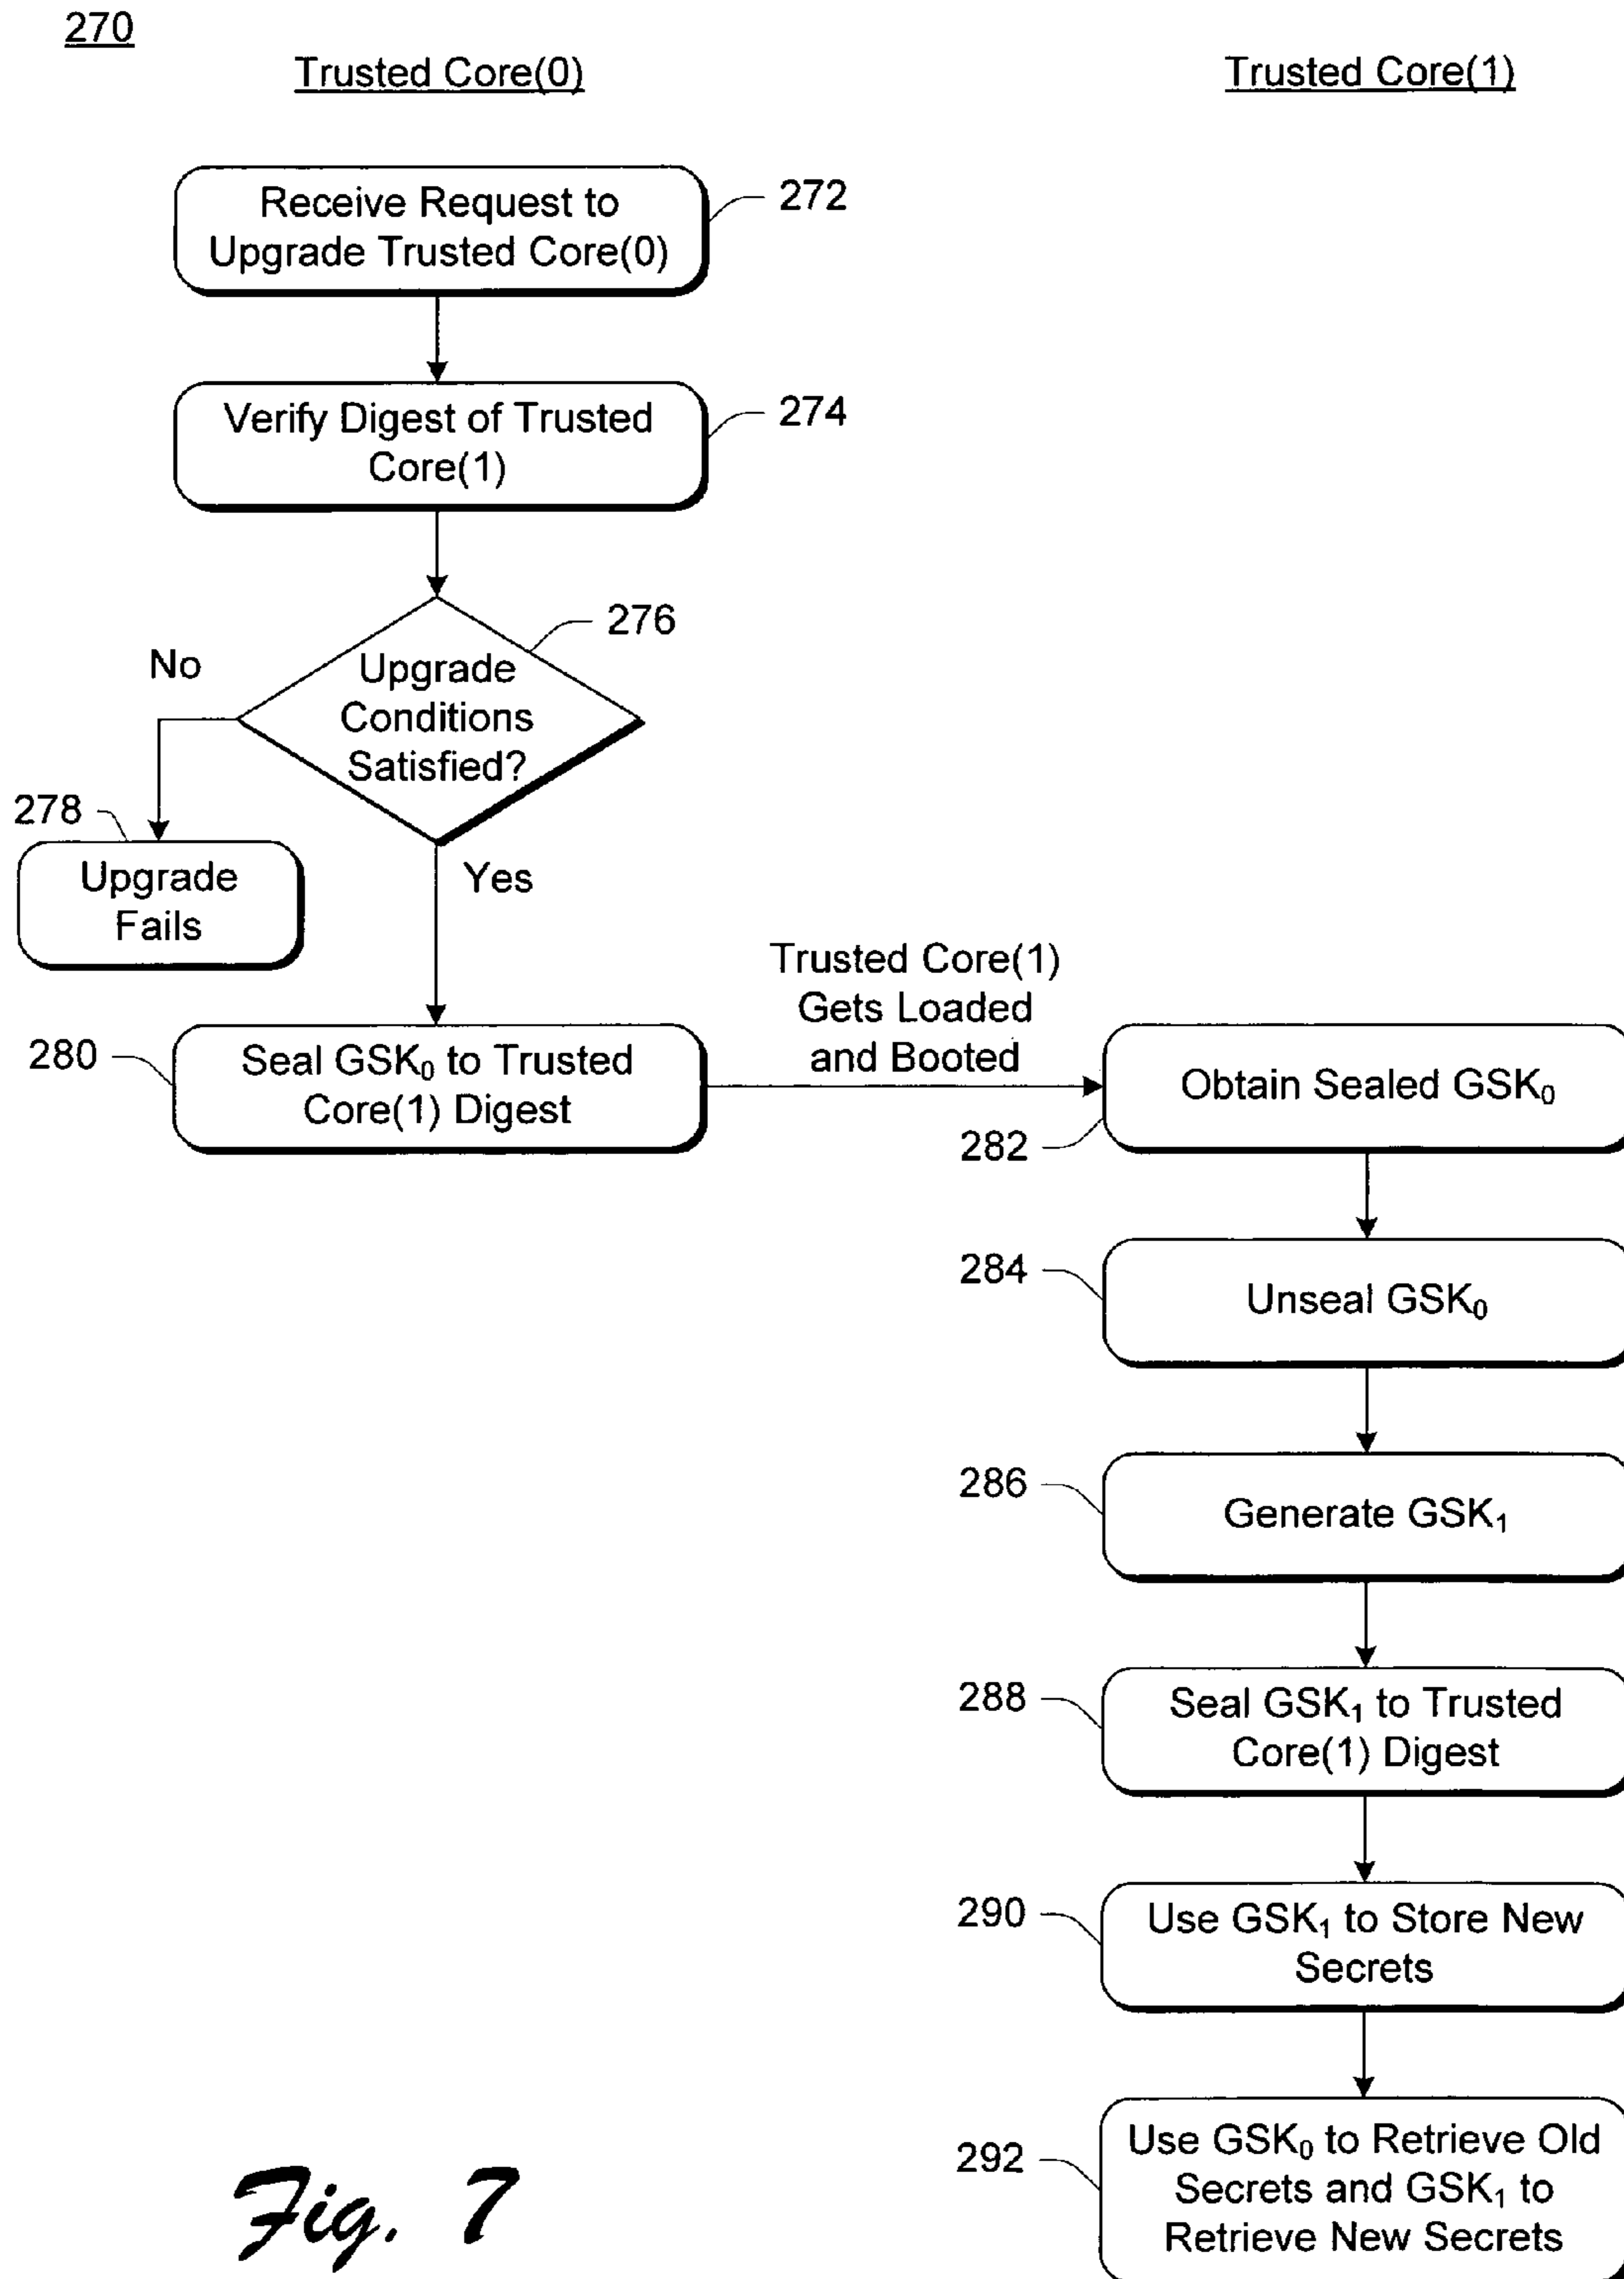 270
Trusted Core(0)
Trusted Core(1)
Receive Request to
Upgrade Trusted Core(0)
272
Verify Digest of Trusted
Core(1)
274
276
No
Upgrade
Conditions
Satisfied?
278
Upgrade
Fails
Yes
Trusted Core(1)
Gets Loaded
and Booted
280
Seal GSK₀ to Trusted
Core(1) Digest
Obtain Sealed GSK₀
282
284
Unseal GSK₀
286
Generate GSK₁
288
Seal GSK₁ to Trusted
Core(1) Digest
290
Use GSK₁ to Store New
Secrets
292
Use GSK₀ to Retrieve Old
Secrets and GSK₁ to
Retrieve New Secrets
Fig. 7